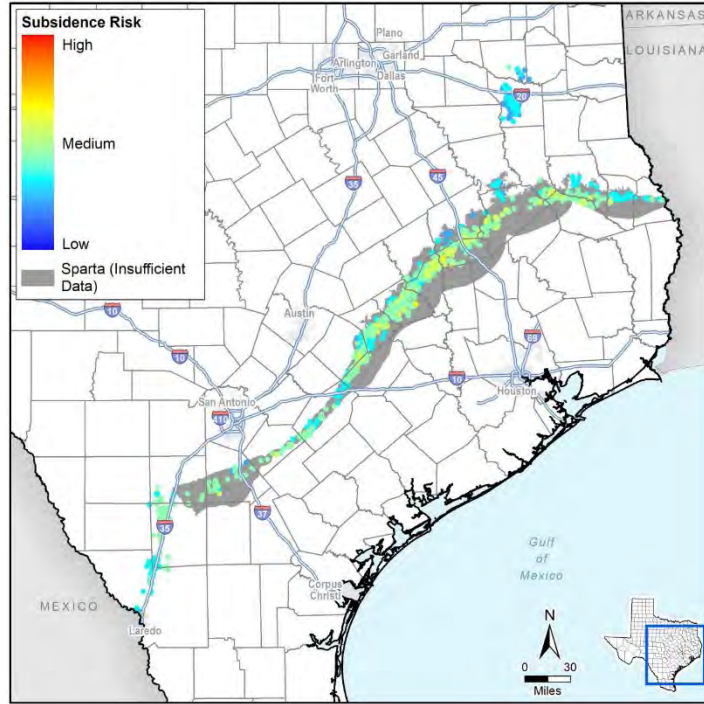 Subsidence Risk
High
Medium
Low
Sparta (Insufficient
Data)
ARKANSAS
LOUISIANA
Plano
Garland
Arlington
Fort
Worth
Dallas
20
35
45
Austin
10
10
69
10
Houston
San Antonio
410
37
35
Gulf
of
Mexico
Corpus
Christi
MEXICO
Laredo
N
0 30
Miles